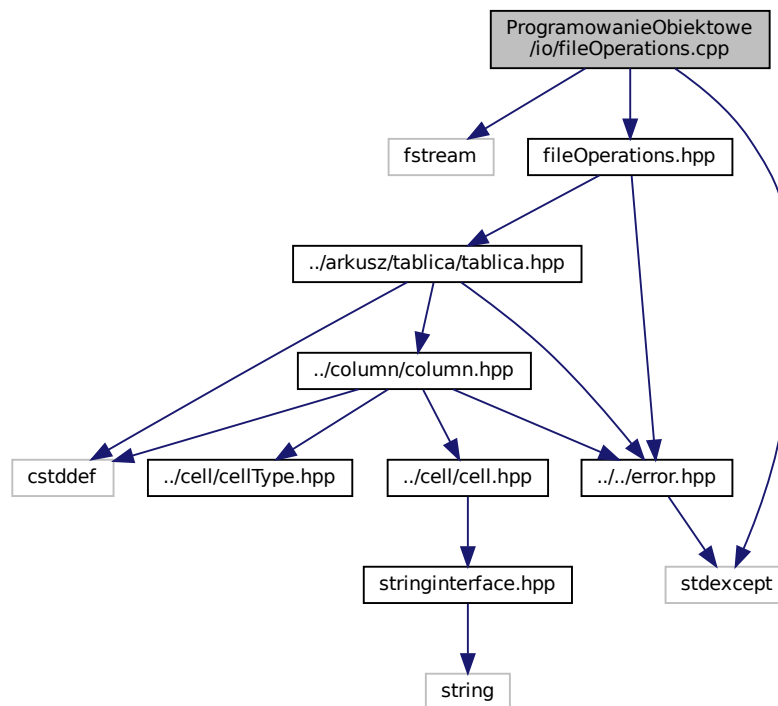 ProgramowanieObiektowe
/io/fileOperations.cpp
fstream
fileOperations.hpp
../arkusz/tablica/tablica.hpp
../column/column.hpp
cstddef
../cell/cellType.hpp
../cell/cell.hpp
../../error.hpp
stringinterface.hpp
stdexcept
string